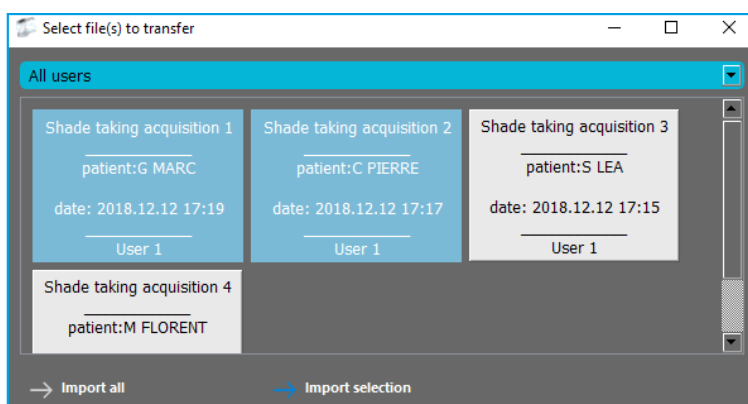 Select file(s) to transfer
All users
Shade taking acquisition 1
patient:G MARC
date: 2018.12.12 17:19
User 1
Shade taking acquisition 2
patient:C PIERRE
date: 2018.12.12 17:17
User 1
Shade taking acquisition 3
patient:S LEA
date: 2018.12.12 17:15
User 1
Shade taking acquisition 4
patient:M FLORENT
Import all
Import selection